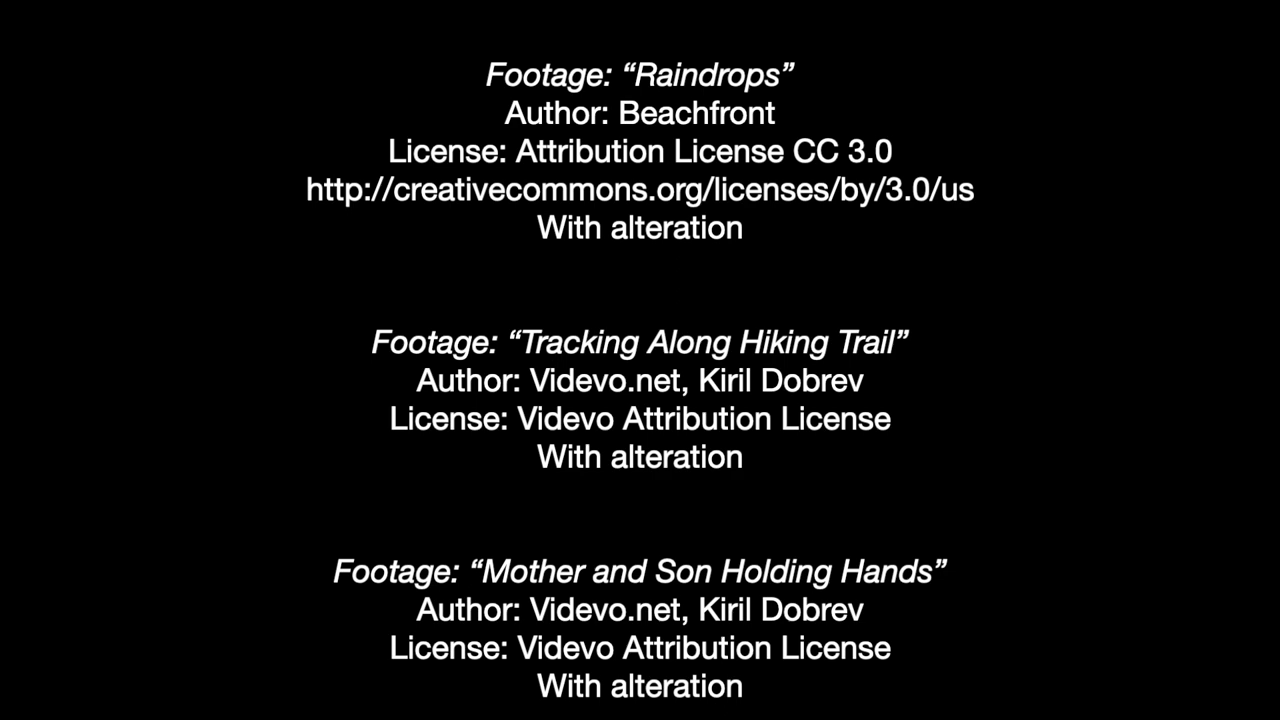 Footage: “Raindrops”
Author: Beachfront
License: Attribution License CC 3.0
http://creativecommons.org/licenses/by/3.0/us
With alteration
Footage: “Tracking Along Hiking Trail”
Author: Videvo.net, Kiril Dobrev
License: Videvo Attribution License
With alteration
Footage: “Mother and Son Holding Hands”
Author: Videvo.net, Kiril Dobrev
License: Videvo Attribution License
With alteration